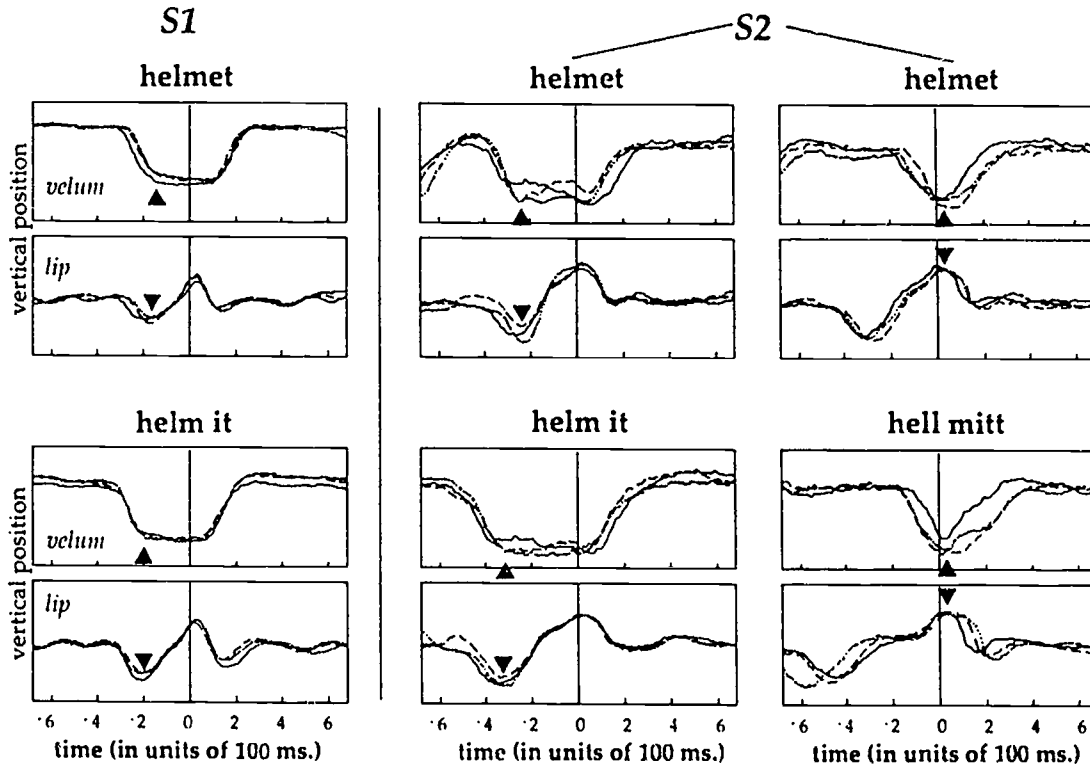 S1
S2
helmet
helmet
helmet
velum
vertical position
lip
helm it
helm it
hell mitt
velum
vertical position
lip
·6 ·4 ·2 0 2 4 6
·6 ·4 ·2 0 2 4 6
·6 ·4 ·2 0 2 4 6
time (in units of 100 ms.)
time (in units of 100 ms.)
time (in units of 100 ms.)